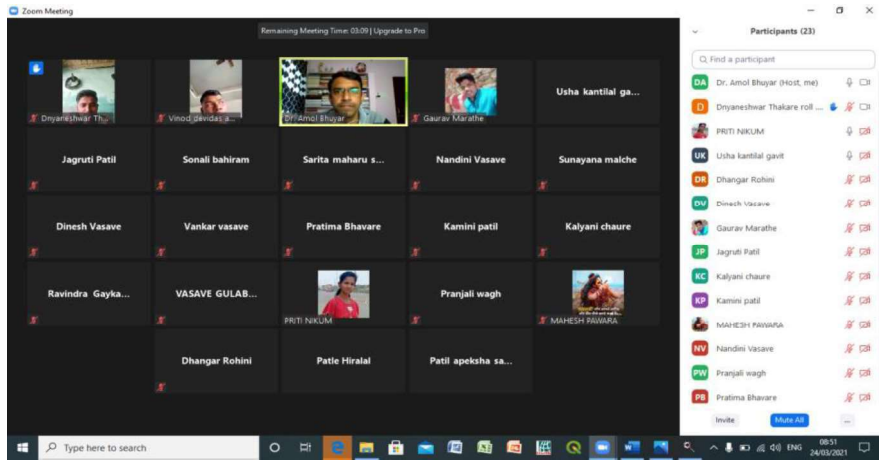 Zoom Meeting
Remaining Meeting Time: 03:09 | Upgrade to Pro
Dnyaneshwar Th...
Vinod devidas a...
Dr. Amol Bhuyar
Gaurav Marathe
Usha kantilal ga...
Jagruti Patil
Sonali bahiram
Sarita maharu s...
Nandini Vasave
Sunayana malche
Dinesh Vasave
Vankar vasave
Pratima Bhavare
Kamini patil
Kalyani chaure
Ravindra Gayka...
VASAVE GULAB...
PRITI NIKUM
Pranjali wagh
MAHESH PAWARA
Dhangar Rohini
Patle Hiralal
Patil apeksha sa...
Participants (23)
Find a participant
DA Dr. Amol Bhuyar (Host, me)
D Dnyaneshwar Thakare roll ...
PRITI NIKUM
UK Usha kantilal gavit
DR Dhangar Rohini
DV Dinesh Vasave
Gaurav Marathe
JP Jagruti Patil
KC Kalyani chaure
KP Kamini patil
MAHESH PAWARA
NV Nandini Vasave
PW Pranjali wagh
PB Pratima Bhavare
Invite
Mute All
...
Type here to search
ENG
08:51
24/03/2021